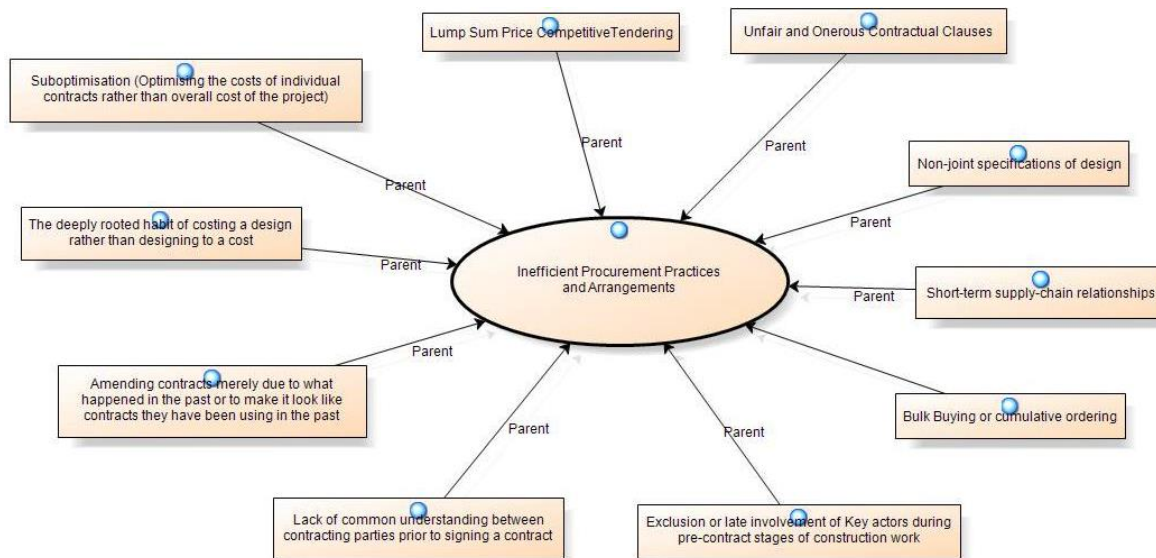 Lump Sum Price CompetitiveTendering
Unfair and Onerous Contractual Clauses
Suboptimisation (Optimising the costs of individual
contracts rather than overall cost of the project)
Parent
Parent
Non-joint specifications of design
Parent
Parent
The deeply rooted habit of costing a design
rather than designing to a cost
Parent
Inefficient Procurement Practices
and Arrangements
Parent
Short-term supply-chain relationships
Parent
Amending contracts merely due to what
happened in the past or to make it look like
contracts they have been using in the past
Parent
Parent
Bulk Buying or cumulative ordering
Lack of common understanding between
contracting parties prior to signing a contract
Exclusion or late involvement of Key actors during
pre-contract stages of construction work